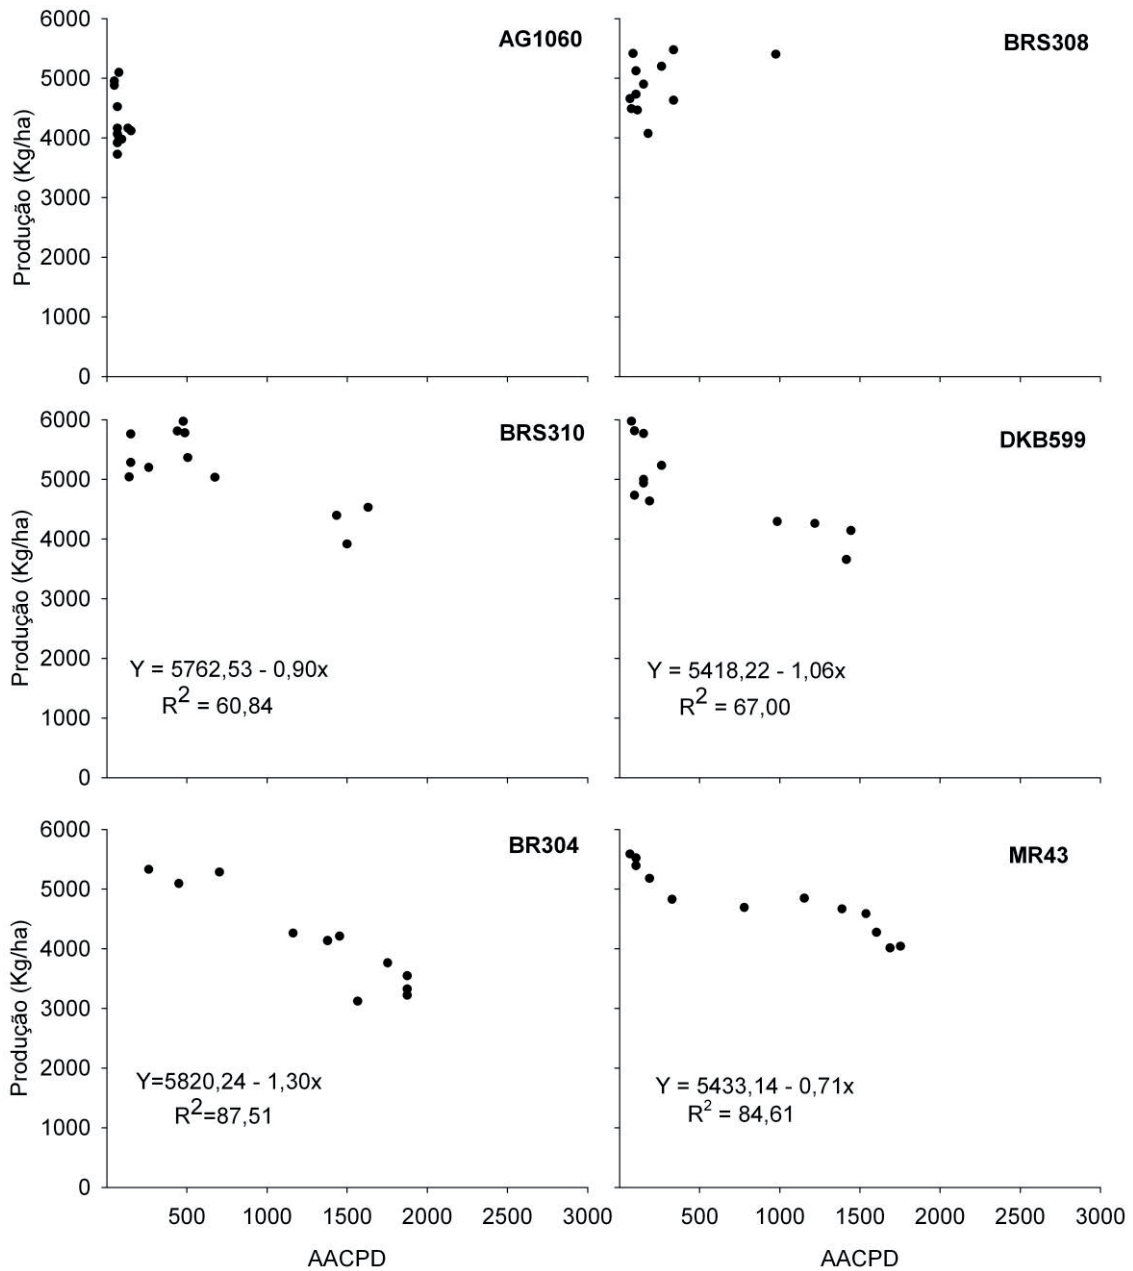 6000
5000
4000
3000
2000
1000
0
Produção (Kg/ha)
AG1060
BRS308
6000
5000
4000
3000
2000
1000
0
Produção (Kg/ha)
BRS310
Y = 5762,53 - 0,90x
R2 = 60,84
DKB599
Y = 5418,22 - 1,06x
R2 = 67,00
6000
5000
4000
3000
2000
1000
0
Produção (Kg/ha)
BR304
Y=5820,24 - 1,30x
R2=87,51
MR43
Y = 5433,14 - 0,71x
R2 = 84,61
500 1000 1500 2000 2500 3000
500 1000 1500 2000 2500 3000
AACPD
AACPD